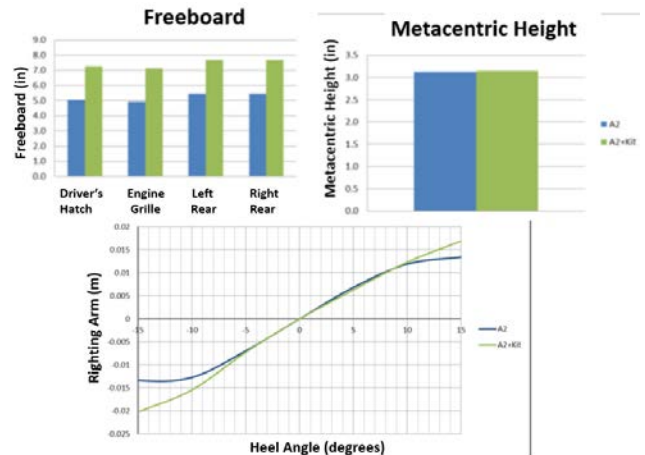 Freeboard
Freeboard (in)
9.0
8.0
7.0
6.0
5.0
4.0
3.0
2.0
1.0
0.0
Driver's Hatch
Engine Grille
Left Rear
Right Rear
Metacentric Height
Metacentric Height (in)
3.5
3.0
2.5
2.0
1.5
1.0
0.5
0.0
A2
A2+Kit
Righting Arm (m)
0.02
0.015
0.01
0.005
0
-0.005
-0.01
-0.015
-0.02
-0.025
-15
-10
-5
0
5
10
15
A2
A2+Kit
Heel Angle (degrees)